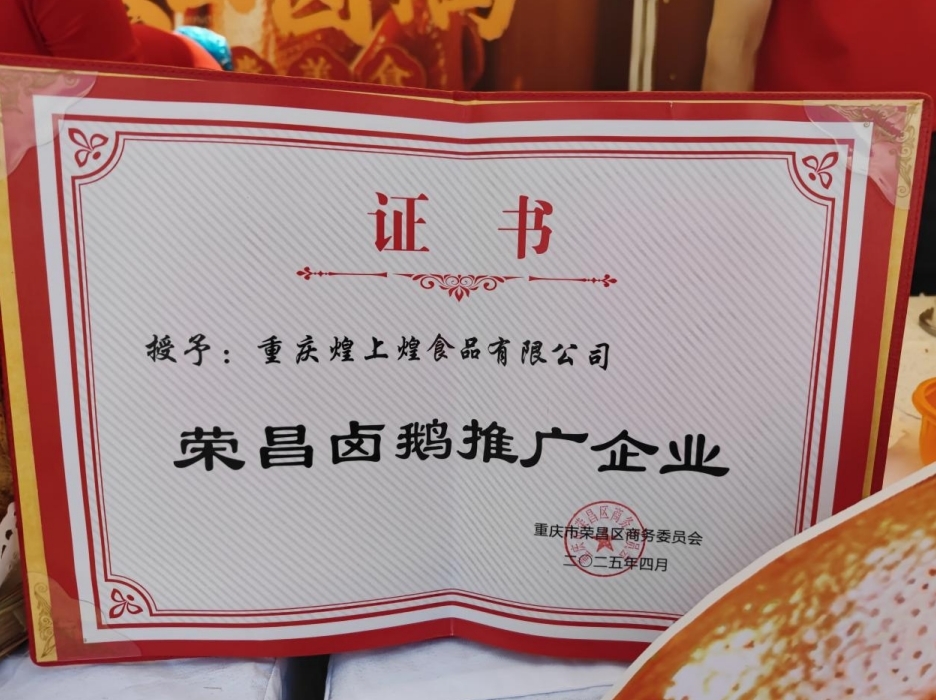 美食
证书
授予：重庆煌上煌食品有限公司
荣昌卤鹅推广企业
重庆市荣昌区商务委员会
二〇二五年四月